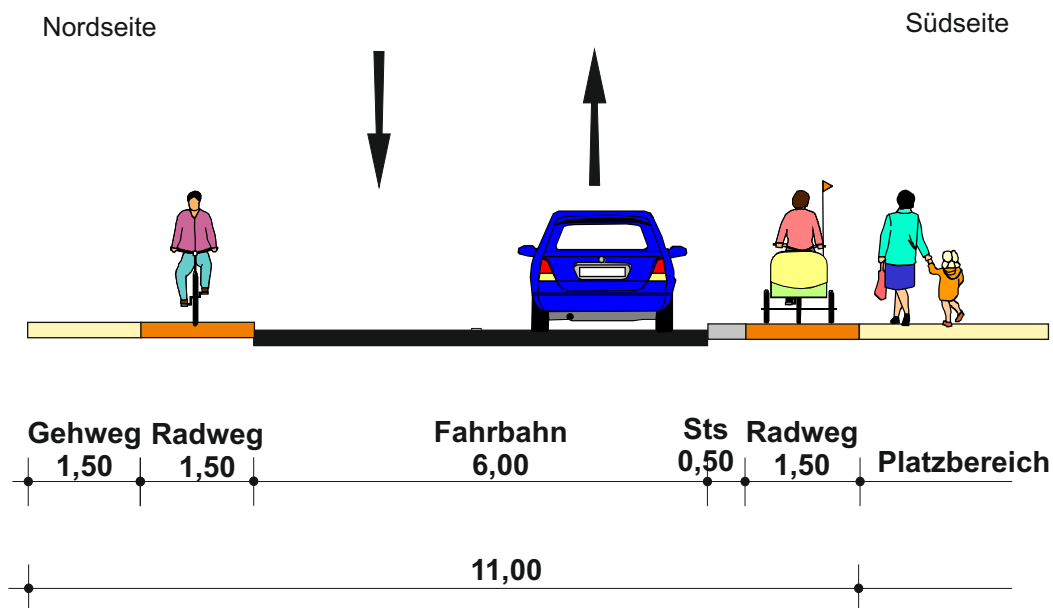 Nordseite
Südseite
Gehweg Radweg Fahrbahn Sts Radweg
1,50 1,50 6,00 0,50 1,50 Platzbereich
11,00